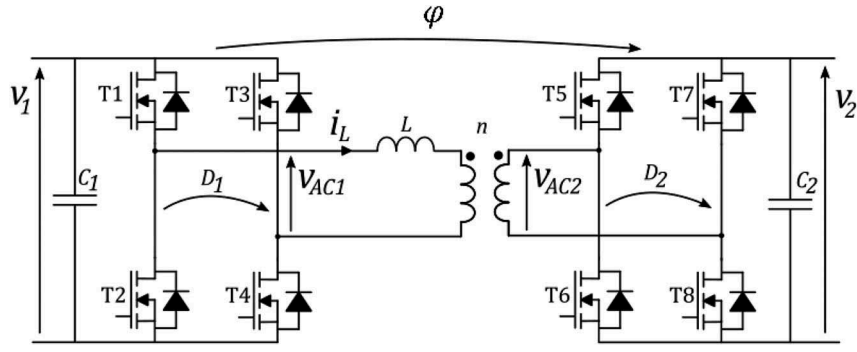 φ
T1 T3 T5 T7
v1 v2
iL L n
C1 D1 vAC1 vAC2 D2 C2
T2 T4 T6 T8